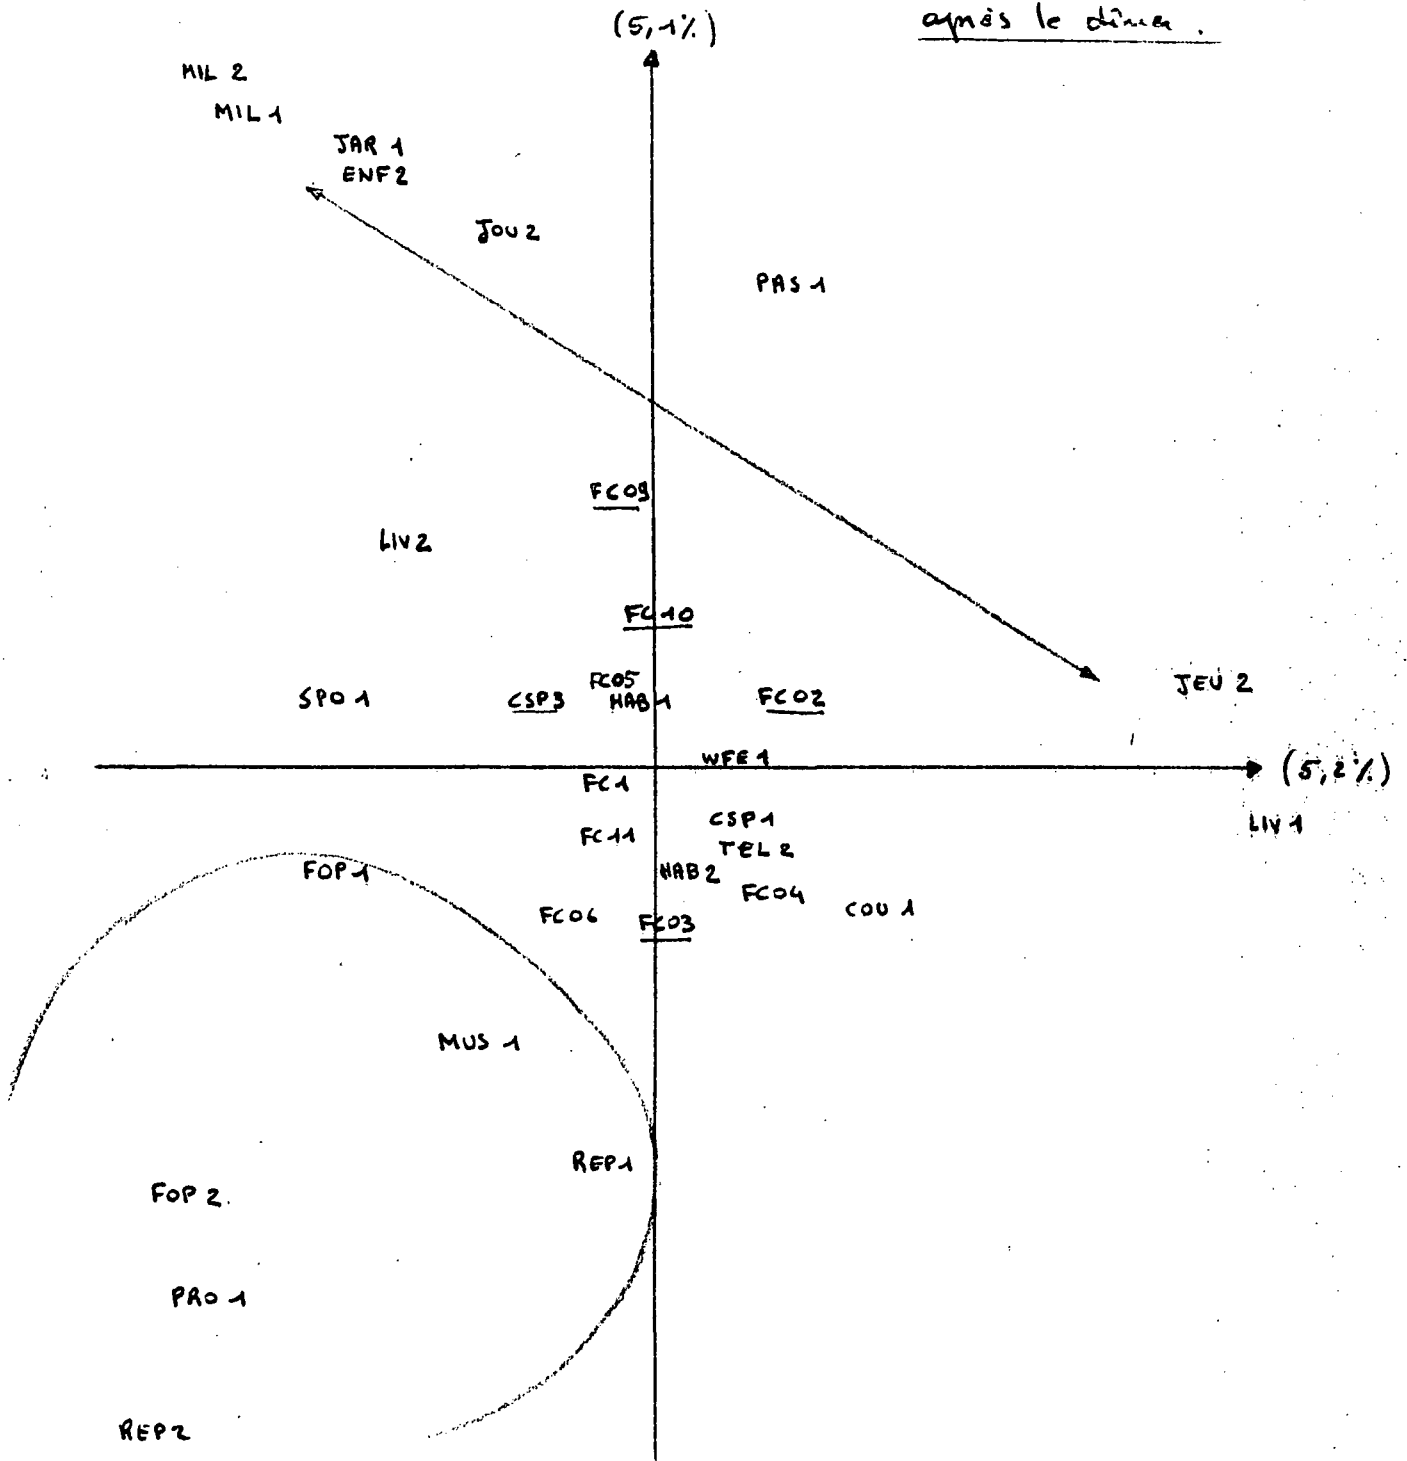 (5,1%)
après le dîner.
MIL 2
MIL 1
JAR 1
ENF 2
JOU 2
PAS 1
FC09
LIV 2
FC10
FC05
SPO 1
CSP3
HAB 1
FC02
JEU 2
WFE 1
FC1
(5,2%)
CSP1
LIV 1
FC11
TEL 2
FOP 1
HAB 2
FC04
COU 1
FC06
FC03
MUS 1
REP 1
FOP 2
PRO 1
REP 2